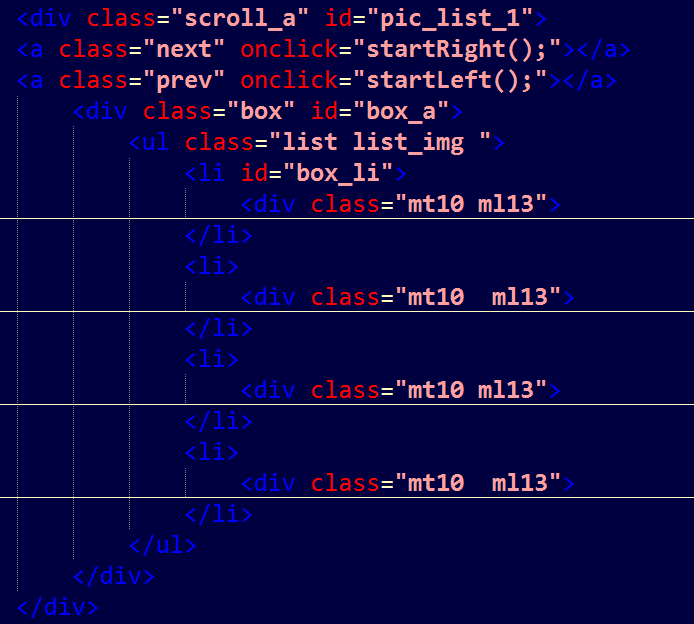 <div class="scroll_a" id="pic_list_1">
<a class="next" onclick="startRight();"></a>
<a class="prev" onclick="startLeft();"></a>
    <div class="box" id="box_a">
        <ul class="list list_img ">
            <li id="box_li">
                <div class="mt10 ml13">
            </li>
            <li>
                <div class="mt10  ml13">
            </li>
            <li>
                <div class="mt10 ml13">
            </li>
            <li>
                <div class="mt10  ml13">
            </li>
        </ul>
    </div>
</div>